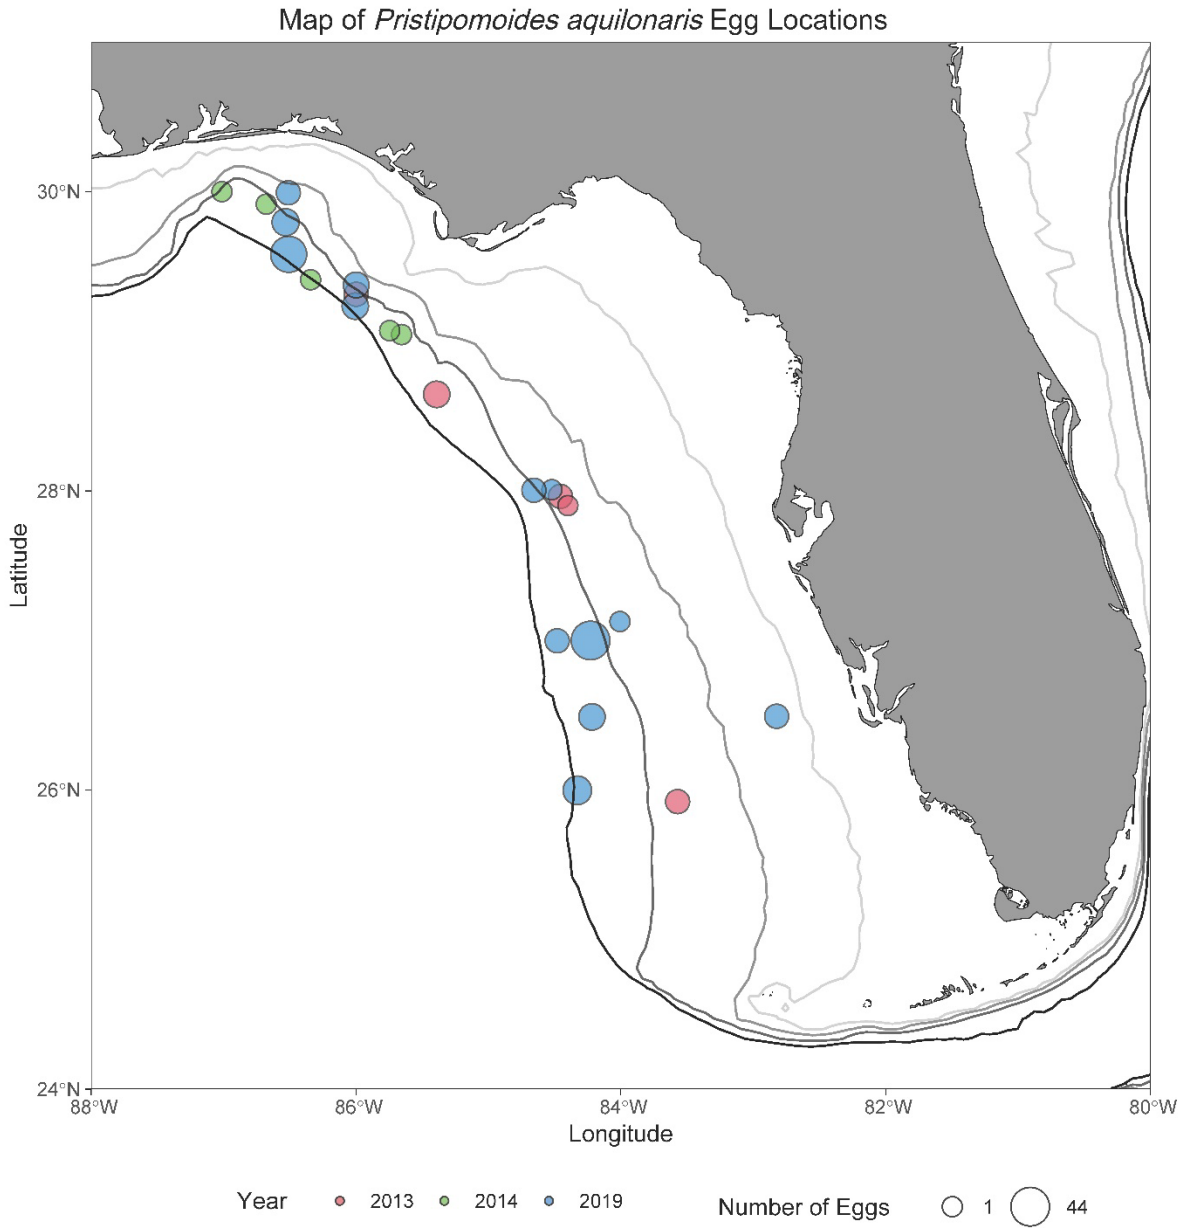 Map of Pristipomoides aquilonaris Egg Locations
30°N
28°N
26°N
24°N
Latitude
88°W 86°W 84°W 82°W 80°W
Longitude
Year 2013 2014 2019 Number of Eggs 1 44